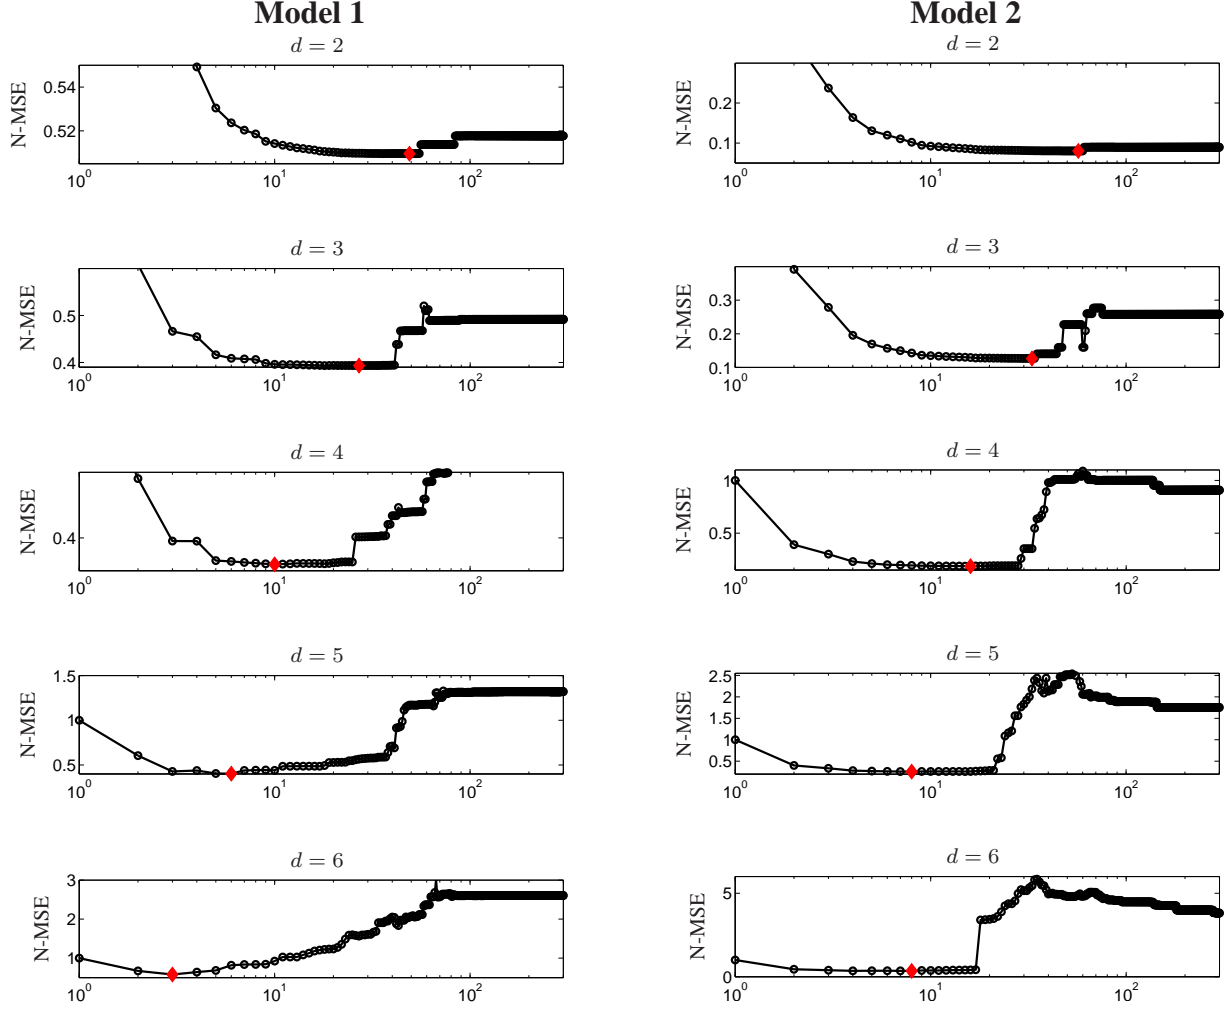 Model 1
d = 2
N-MSE
0.54
0.52
10^0
10^1
10^2
d = 3
N-MSE
0.5
0.4
10^0
10^1
10^2
d = 4
N-MSE
0.4
10^0
10^1
10^2
d = 5
N-MSE
1.5
1
0.5
10^0
10^1
10^2
d = 6
N-MSE
3
2
1
10^0
10^1
10^2
Model 2
d = 2
N-MSE
0.2
0.1
10^0
10^1
10^2
d = 3
N-MSE
0.3
0.2
0.1
10^0
10^1
10^2
d = 4
N-MSE
1
0.5
10^0
10^1
10^2
d = 5
N-MSE
2.5
2
1.5
1
0.5
10^0
10^1
10^2
d = 6
N-MSE
5
0
10^0
10^1
10^2